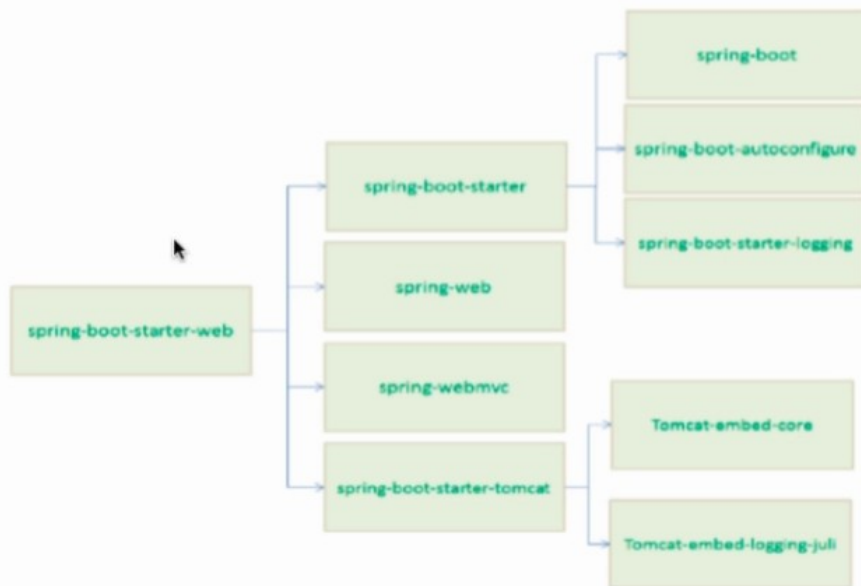 spring-boot
spring-boot-autoconfigure
spring-boot-starter
spring-boot-starter-logging
spring-web
spring-boot-starter-web
spring-webmvc
Tomcat-embed-core
spring-boot-starter-tomcat
Tomcat-embed-logging-juli